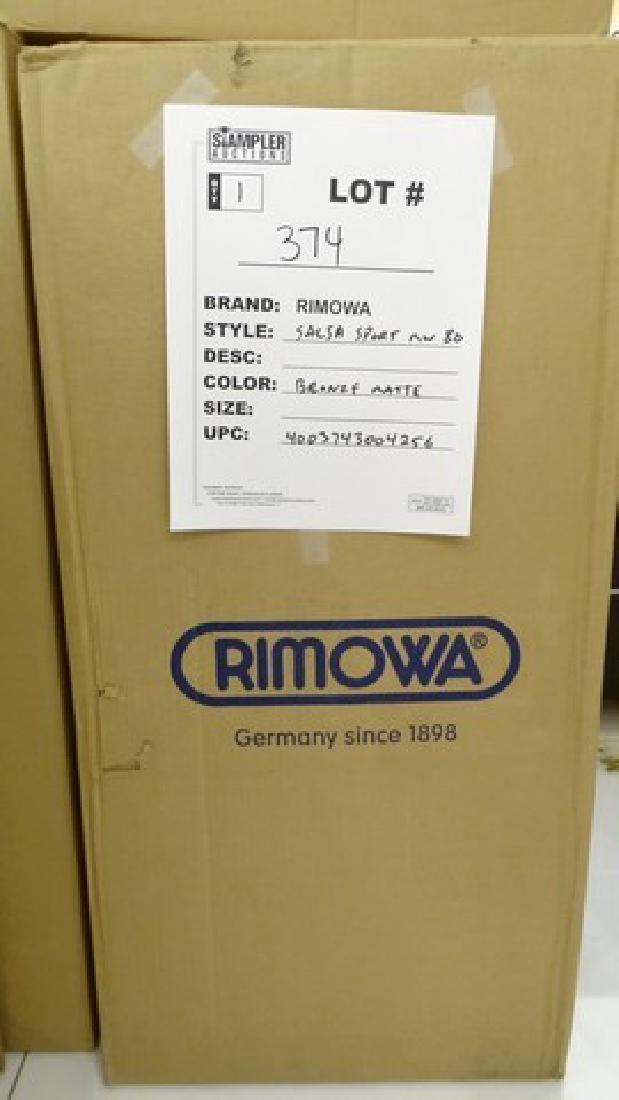 STAMPLER
AUCTIONS
QTY 1 LOT #
374
BRAND: RIMOWA
STYLE: SALSA SPORT MW 80
DESC:
COLOR: BRONZE MATTE
SIZE:
UPC: 4003743004256
RIMOWA®
Germany since 1898